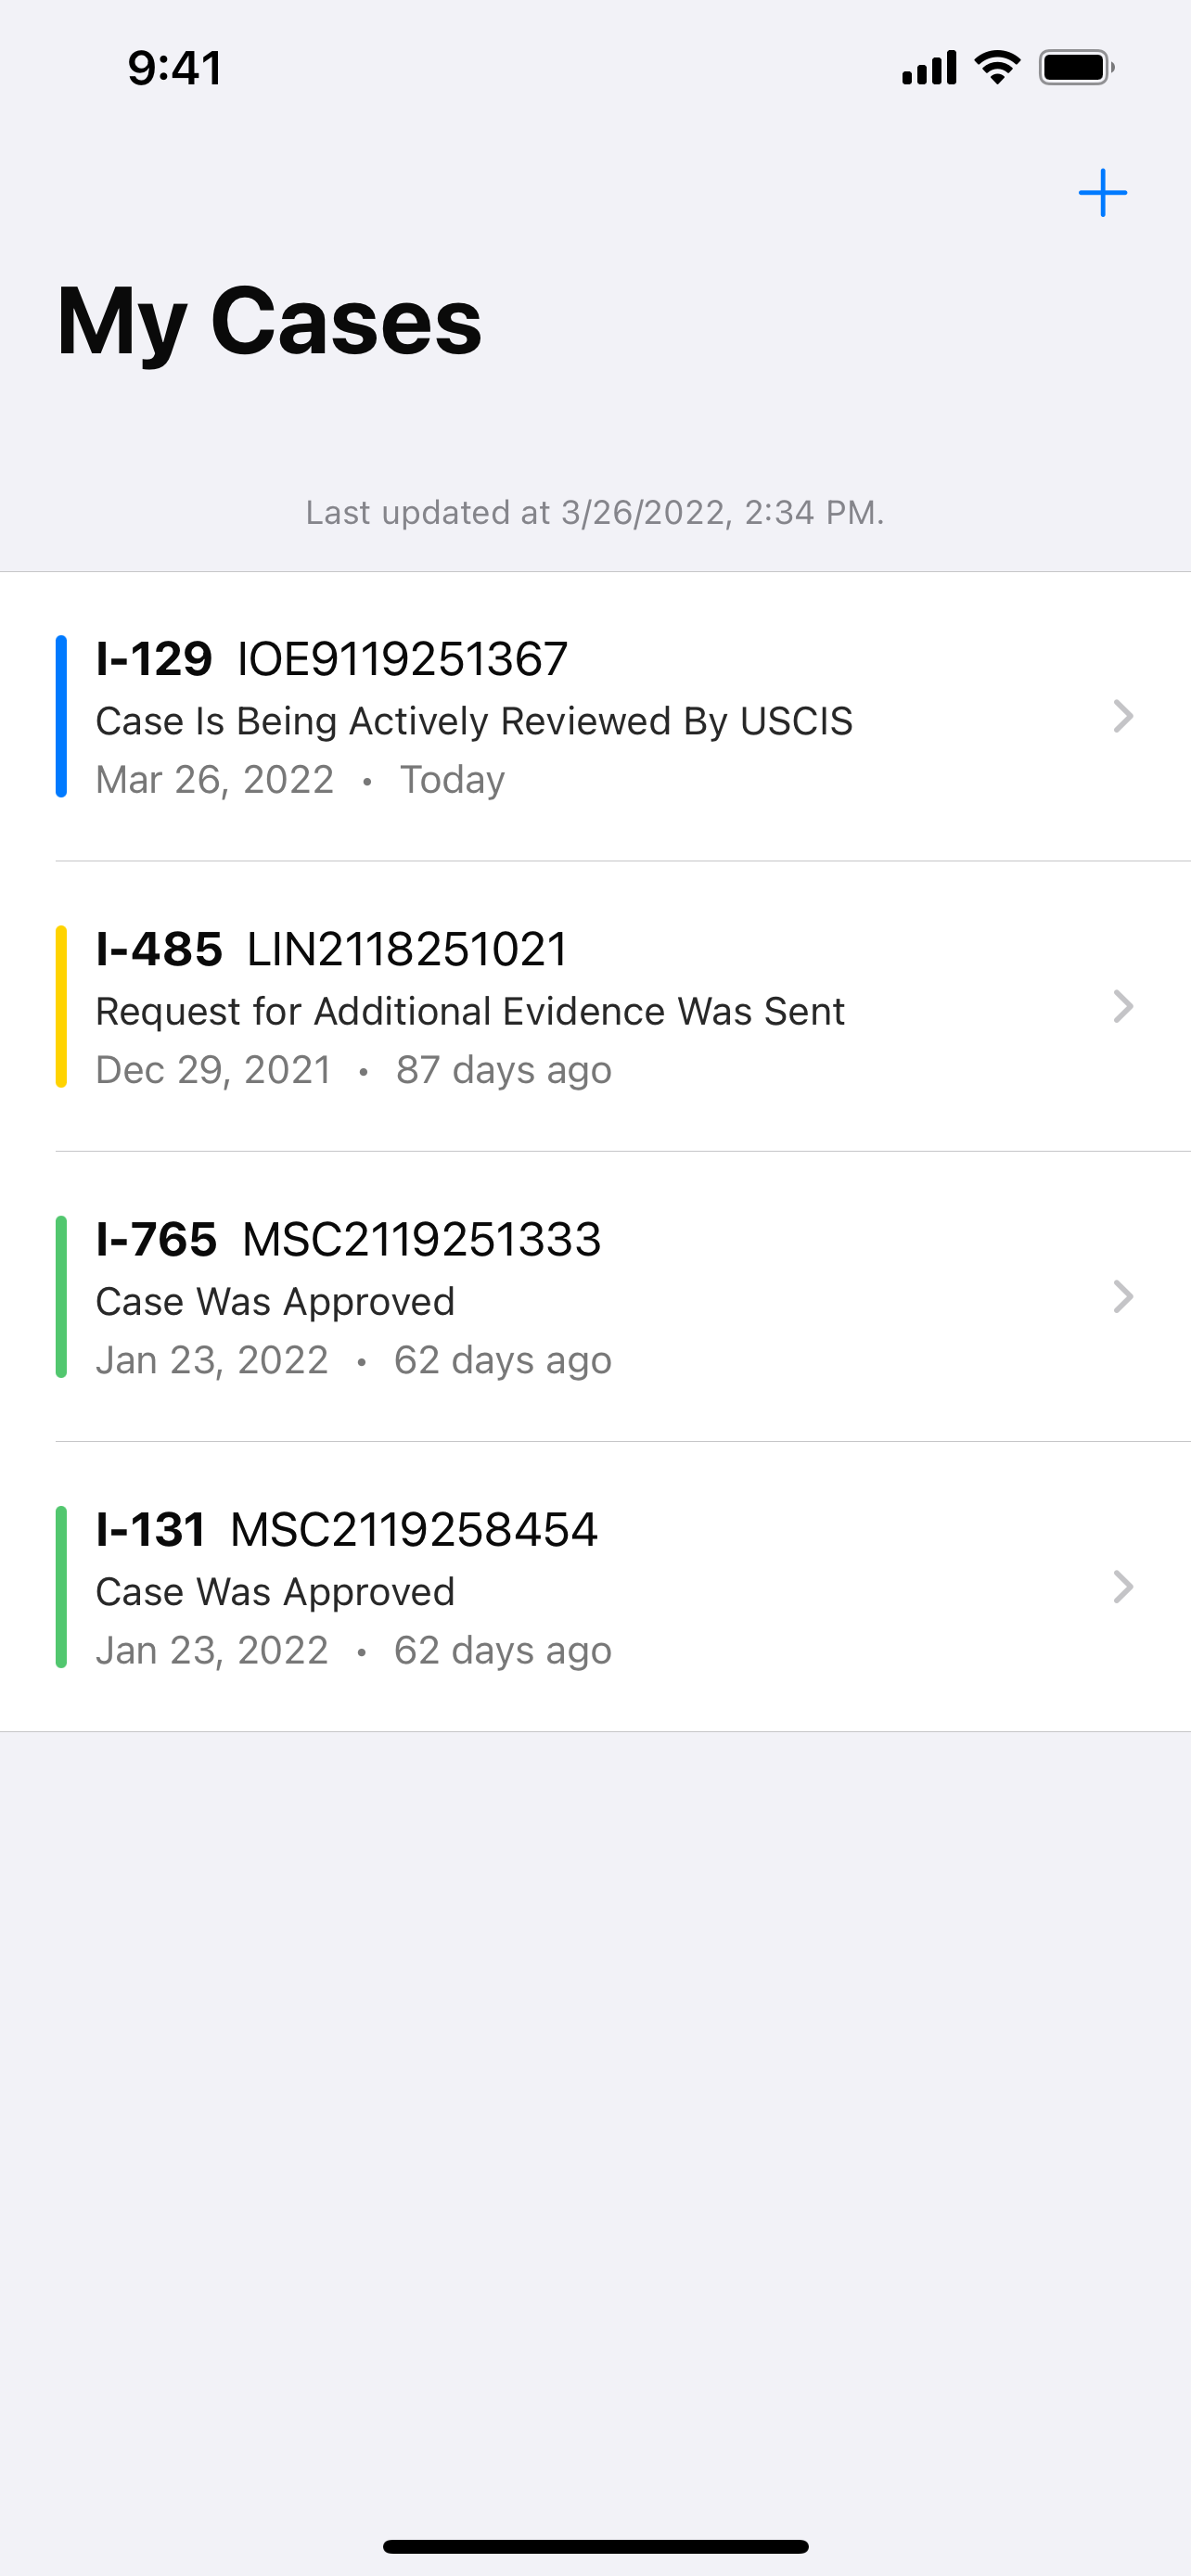 9:41
My Cases
Last updated at 3/26/2022, 2:34 PM.
I-129 IOE9119251367
Case Is Being Actively Reviewed By USCIS
Mar 26, 2022 • Today
I-485 LIN2118251021
Request for Additional Evidence Was Sent
Dec 29, 2021 • 87 days ago
I-765 MSC2119251333
Case Was Approved
Jan 23, 2022 • 62 days ago
I-131 MSC2119258454
Case Was Approved
Jan 23, 2022 • 62 days ago